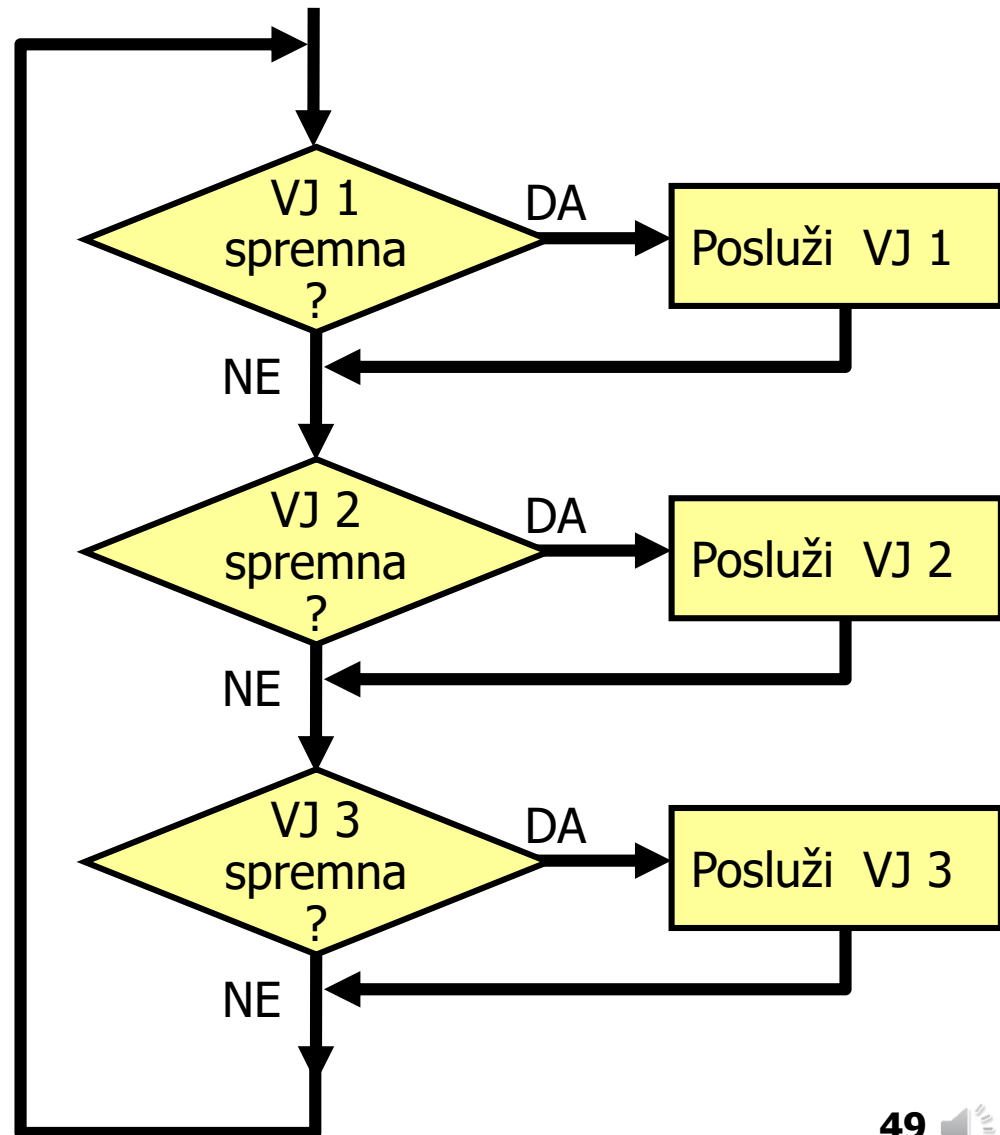 VJ 1
spremna
?
DA
Posluži VJ 1
NE
VJ 2
spremna
?
DA
Posluži VJ 2
NE
VJ 3
spremna
?
DA
Posluži VJ 3
NE
49